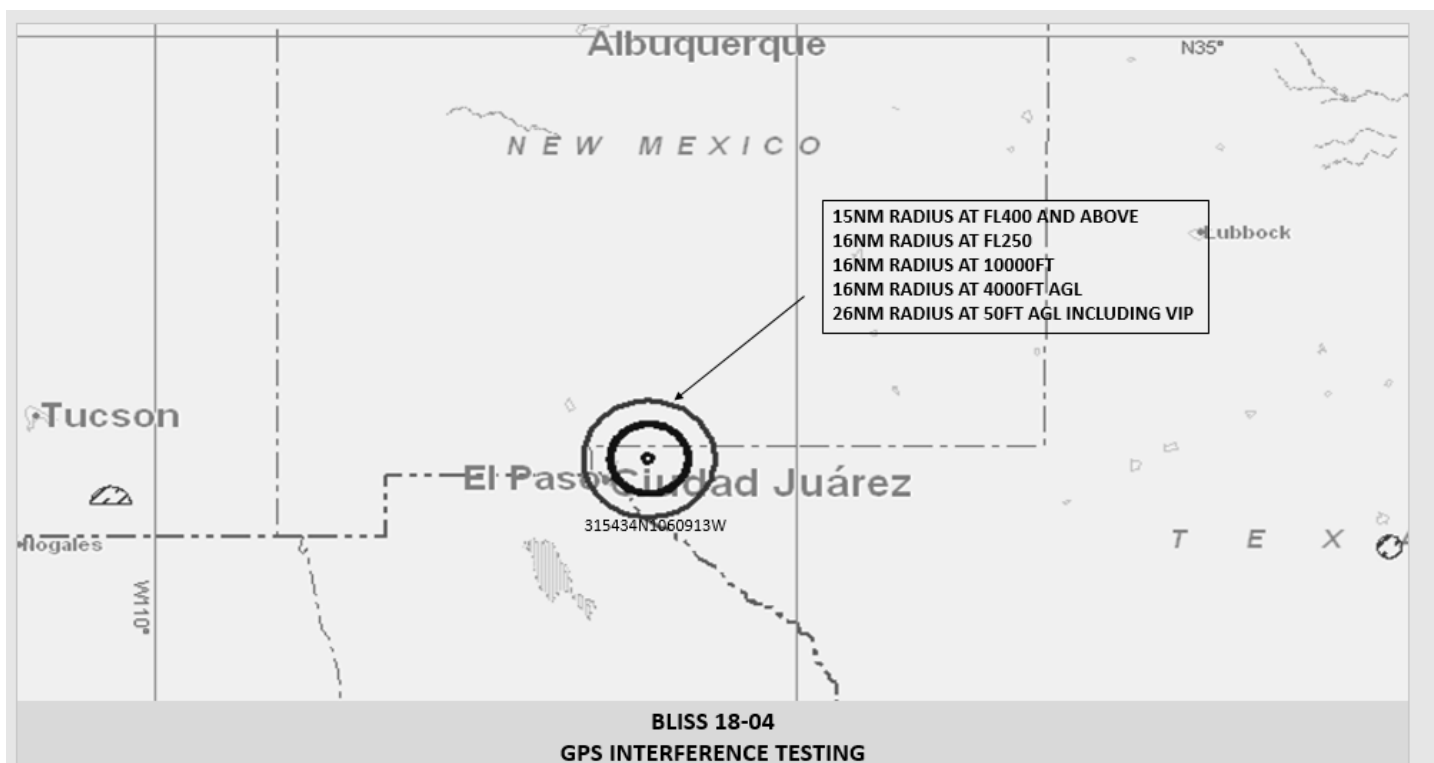 Albuquerque
N35°
NEW MEXICO
15NM RADIUS AT FL400 AND ABOVE
16NM RADIUS AT FL250
16NM RADIUS AT 10000FT
16NM RADIUS AT 4000FT AGL
26NM RADIUS AT 50FT AGL INCLUDING VIP
Lubbock
Tucson
El Paso
Ciudad Juárez
315434N1060913W
Nogales
TEXA
W110°
BLISS 18-04
GPS INTERFERENCE TESTING